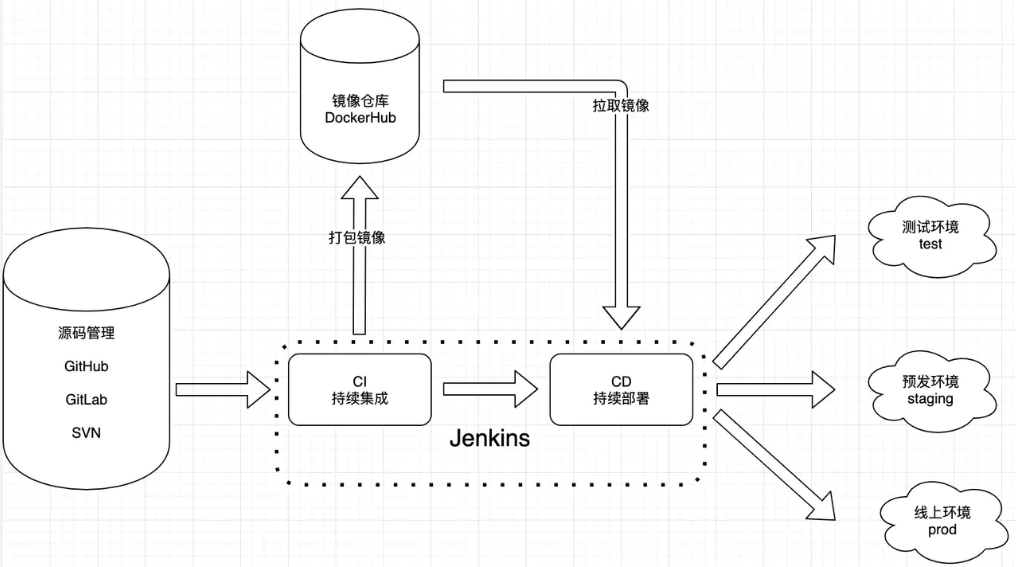 镜像仓库
DockerHub
拉取镜像
打包镜像
源码管理
GitHub
GitLab
SVN
CI
持续集成
CD
持续部署
Jenkins
测试环境
test
预发环境
staging
线上环境
prod